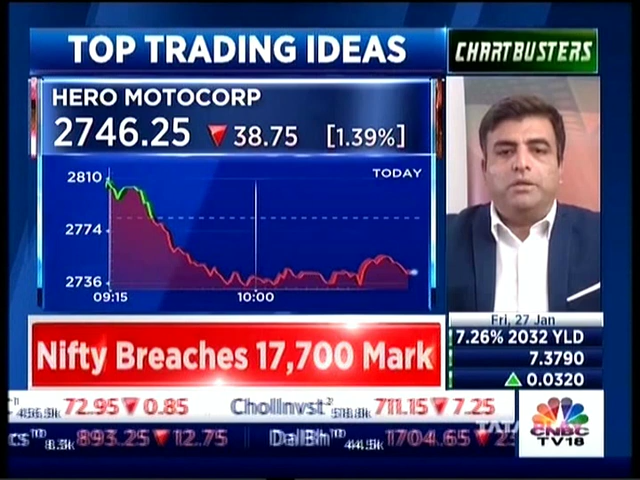 TOP TRADING IDEAS
CHARTBUSTERS
HERO MOTOCORP
2746.25 ▼ 38.75 [1.39%]
TODAY
2810
2774
2736
09:15 10:00
Fri, 27 Jan
7.26% 2032 YLD
7.3790
▲ 0.0320
Nifty Breaches 17,700 Mark
72.95 ▼ 0.85 CholInvst 711.15 ▼ 7.25
893.25 ▼ 12.75 DalBh 1704.65 ▼
CNBC
TV18